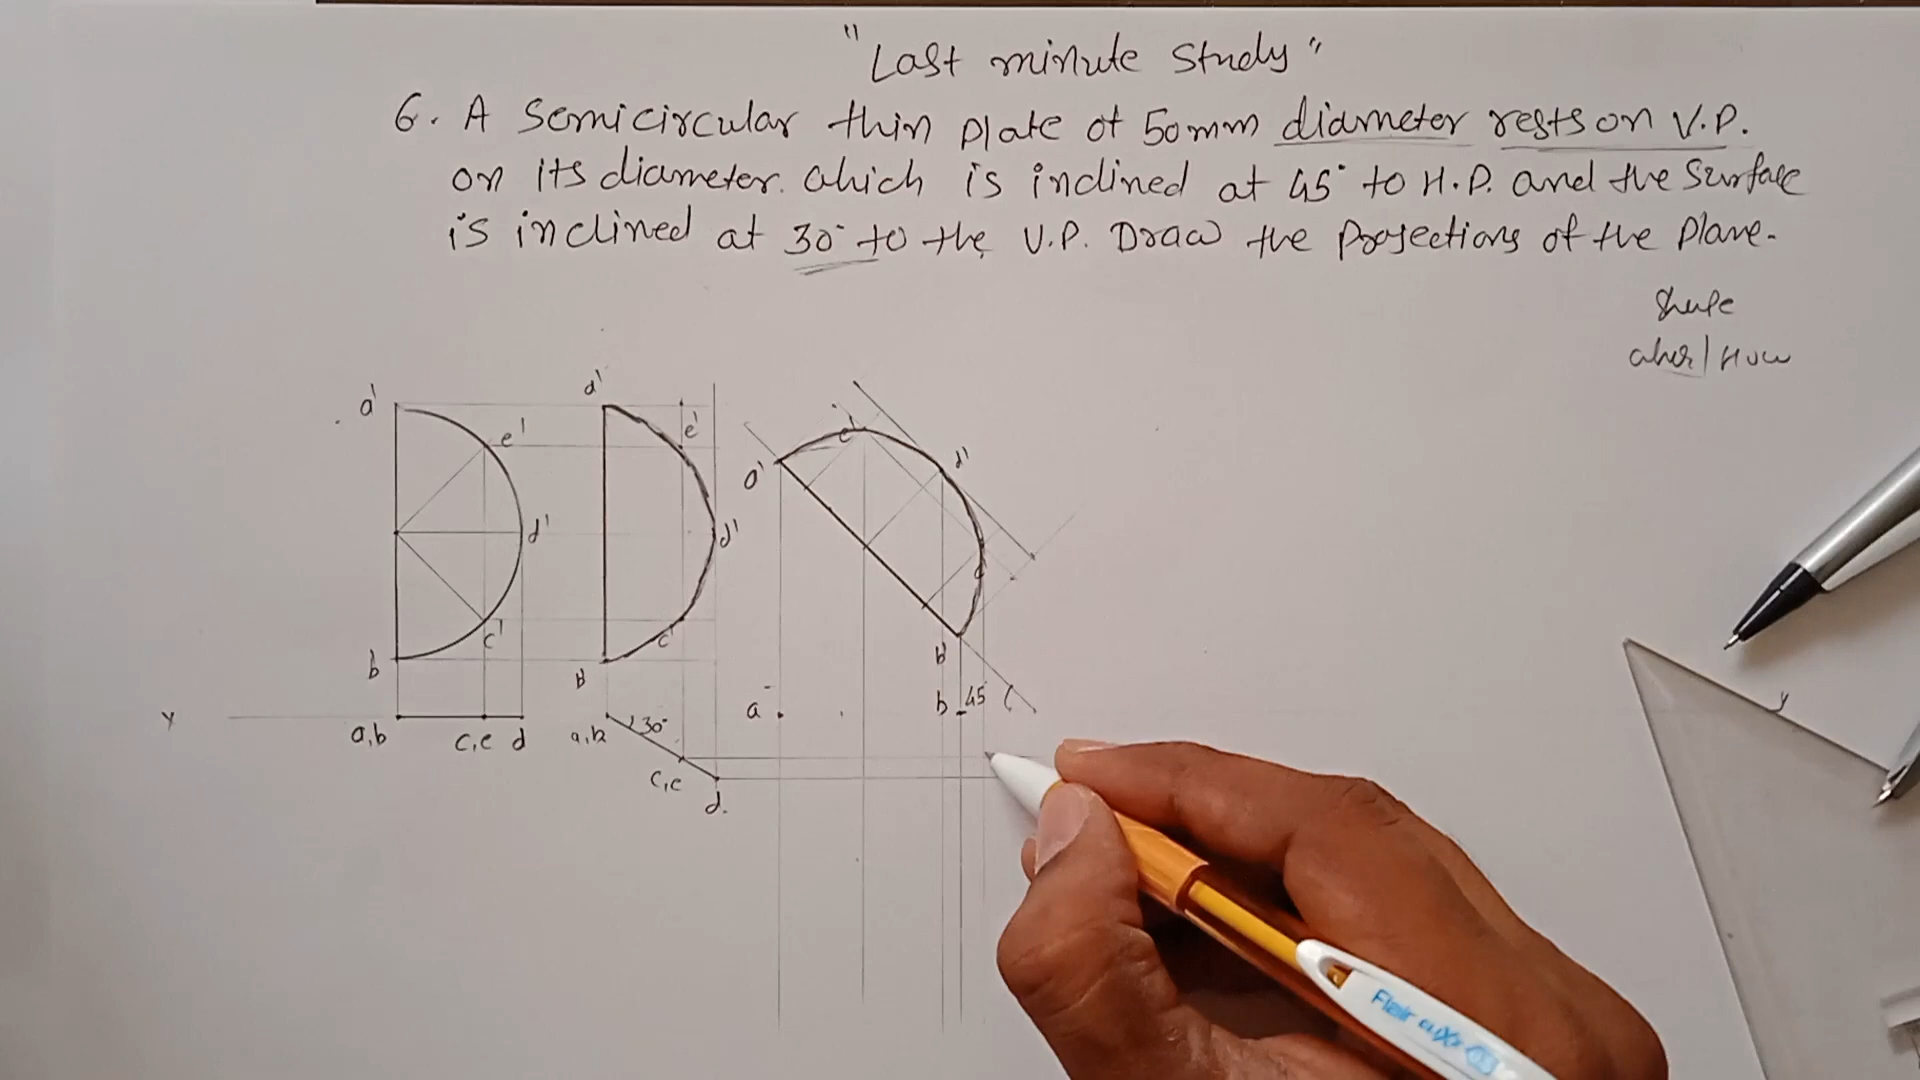 "Last minute Study"
6. A Semicircular thin plate of 50mm diameter rests on V.P.
on its diameter. which is inclined at 45° to H.P. and the Surface
is inclined at 30° to the V.P. Draw the Projections of the Plane.
Shape
a'
e'
d'
c'
b
a'
e'
d'
c'
b'
a'
e'
d'
c
b'
y
a,b
c,e
d
a,b
30°
c,e
d.
a
b
45
y
Flair